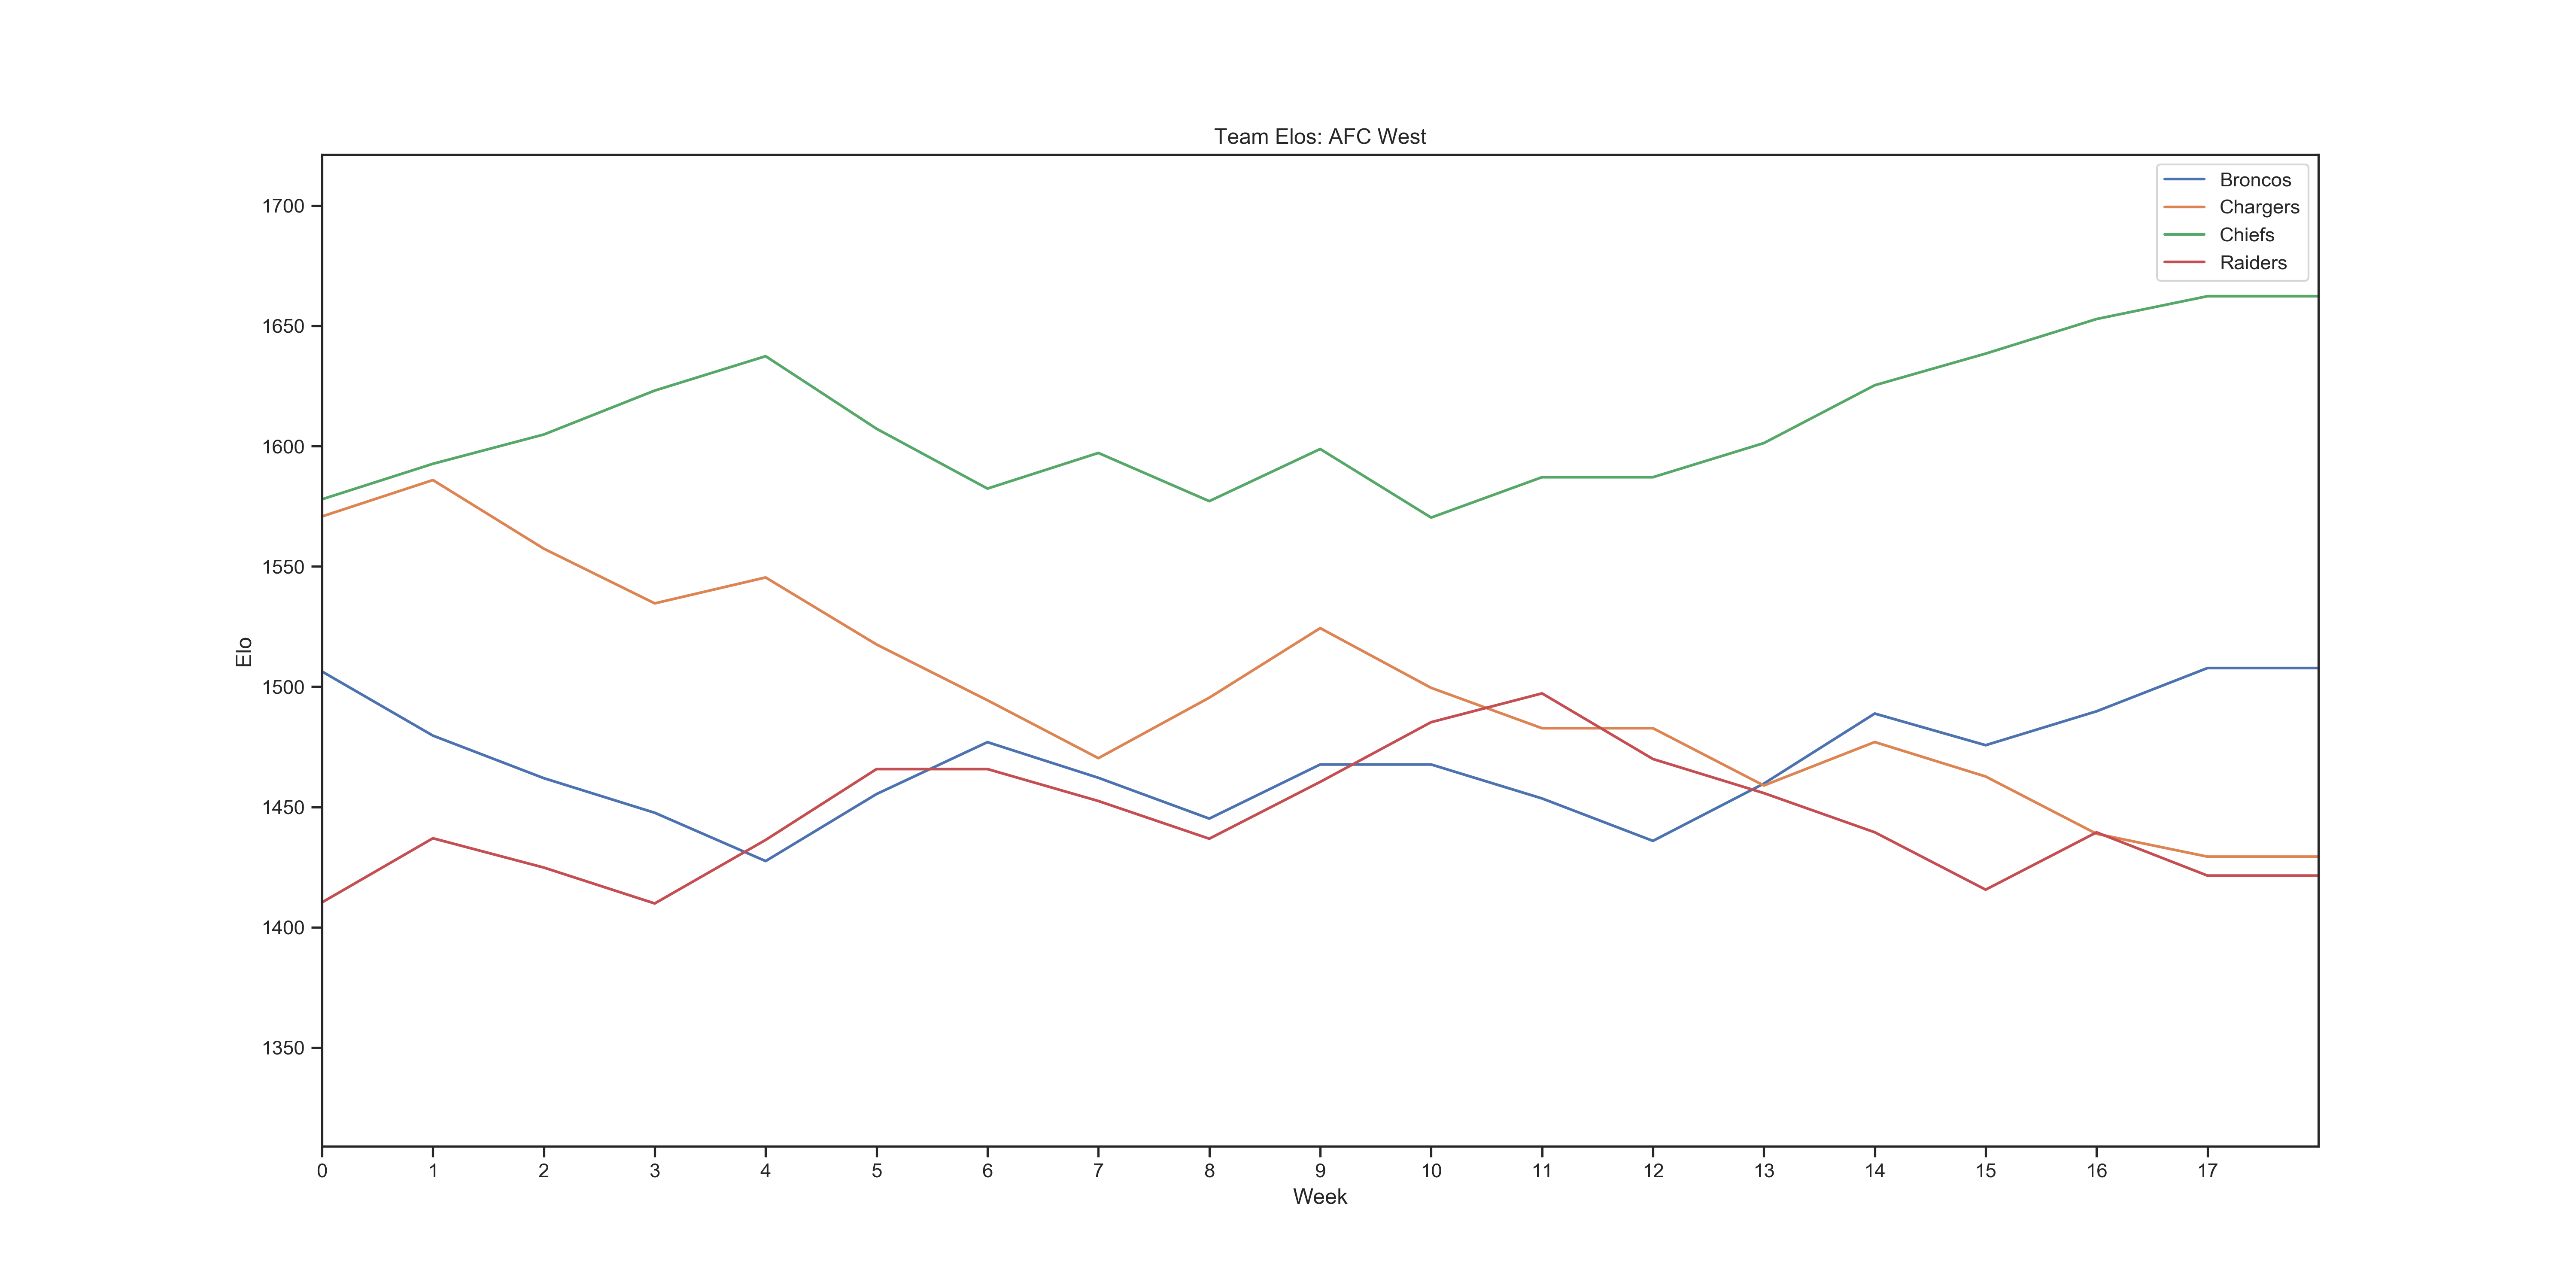 Team Elos: AFC West
Broncos
Chargers
Chiefs
Raiders
1700
1650
1600
1550
1500
1450
1400
1350
Elo
0 1 2 3 4 5 6 7 8 9 10 11 12 13 14 15 16 17
Week